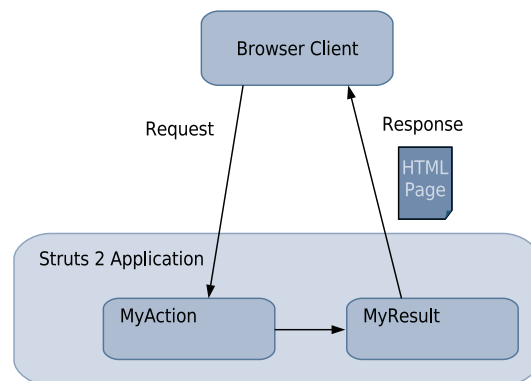 Browser Client
Request
Response
HTML
Page
Struts 2 Application
MyAction
MyResult